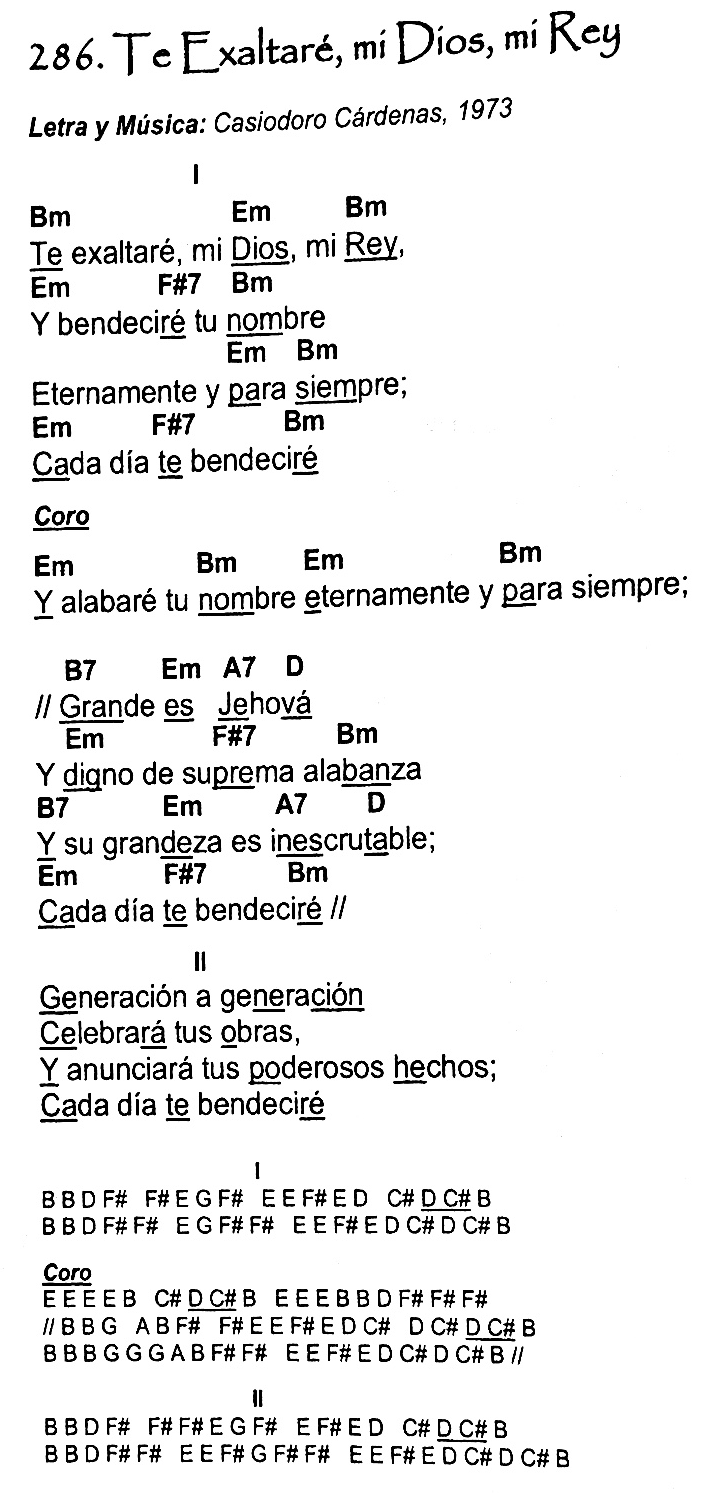 286. Te Exaltaré, mi Dios, mi Rey
Letra y Música: Casiodoro Cárdenas, 1973
I
Bm Em Bm
Te exaltaré, mi Dios, mi Rey,
Em F#7 Bm
Y bendeciré tu nombre
Em Bm
Eternamente y para siempre;
Em F#7 Bm
Cada día te bendeciré
Coro
Em Bm Em Bm
Y alabaré tu nombre eternamente y para siempre;
B7 Em A7 D
// Grande es Jehová
Em F#7 Bm
Y digno de suprema alabanza
B7 Em A7 D
Y su grandeza es inescrutable;
Em F#7 Bm
Cada día te bendeciré //
II
Generación a generación
Celebrará tus obras,
Y anunciará tus poderosos hechos;
Cada día te bendeciré
I
B B D F# F# E G F# E E F# E D C# D C# B
B B D F# F# E G F# F# E E F# E D C# D C# B
Coro
E E E E B C# D C# B E E E B B D F# F# F#
// B B G A B F# F# E E F# E D C# D C# D C# B
B B B G G G A B F# F# E E F# E D C# D C# B //
II
B B D F# F# F# E G F# E F# E D C# D C# B
B B D F# F# E E F# G F# F# E E F# E D C# D C# B